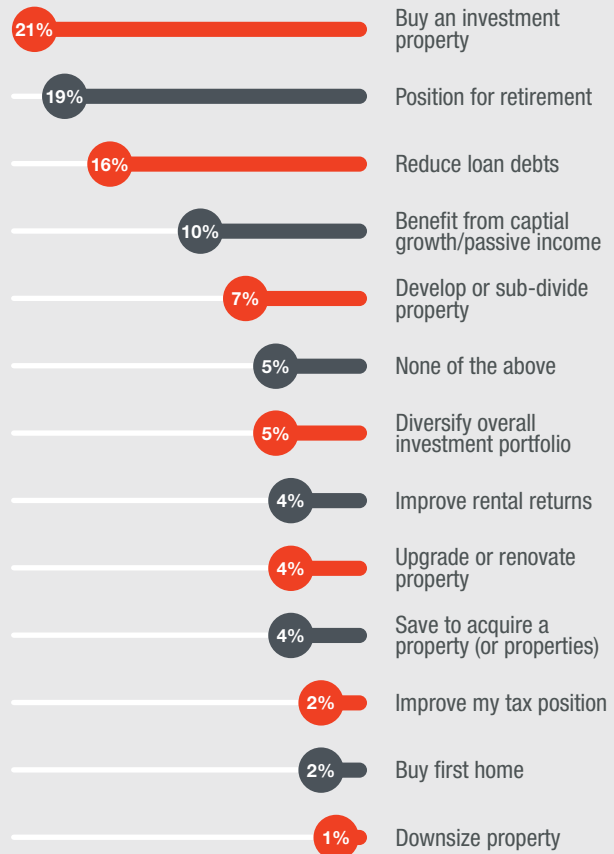 21%
Buy an investment
property
19%
Position for retirement
16%
Reduce loan debts
10%
Benefit from captial
growth/passive income
7%
Develop or sub-divide
property
5%
None of the above
5%
Diversify overall
investment portfolio
4%
Improve rental returns
4%
Upgrade or renovate
property
4%
Save to acquire a
property (or properties)
2%
Improve my tax position
2%
Buy first home
1%
Downsize property